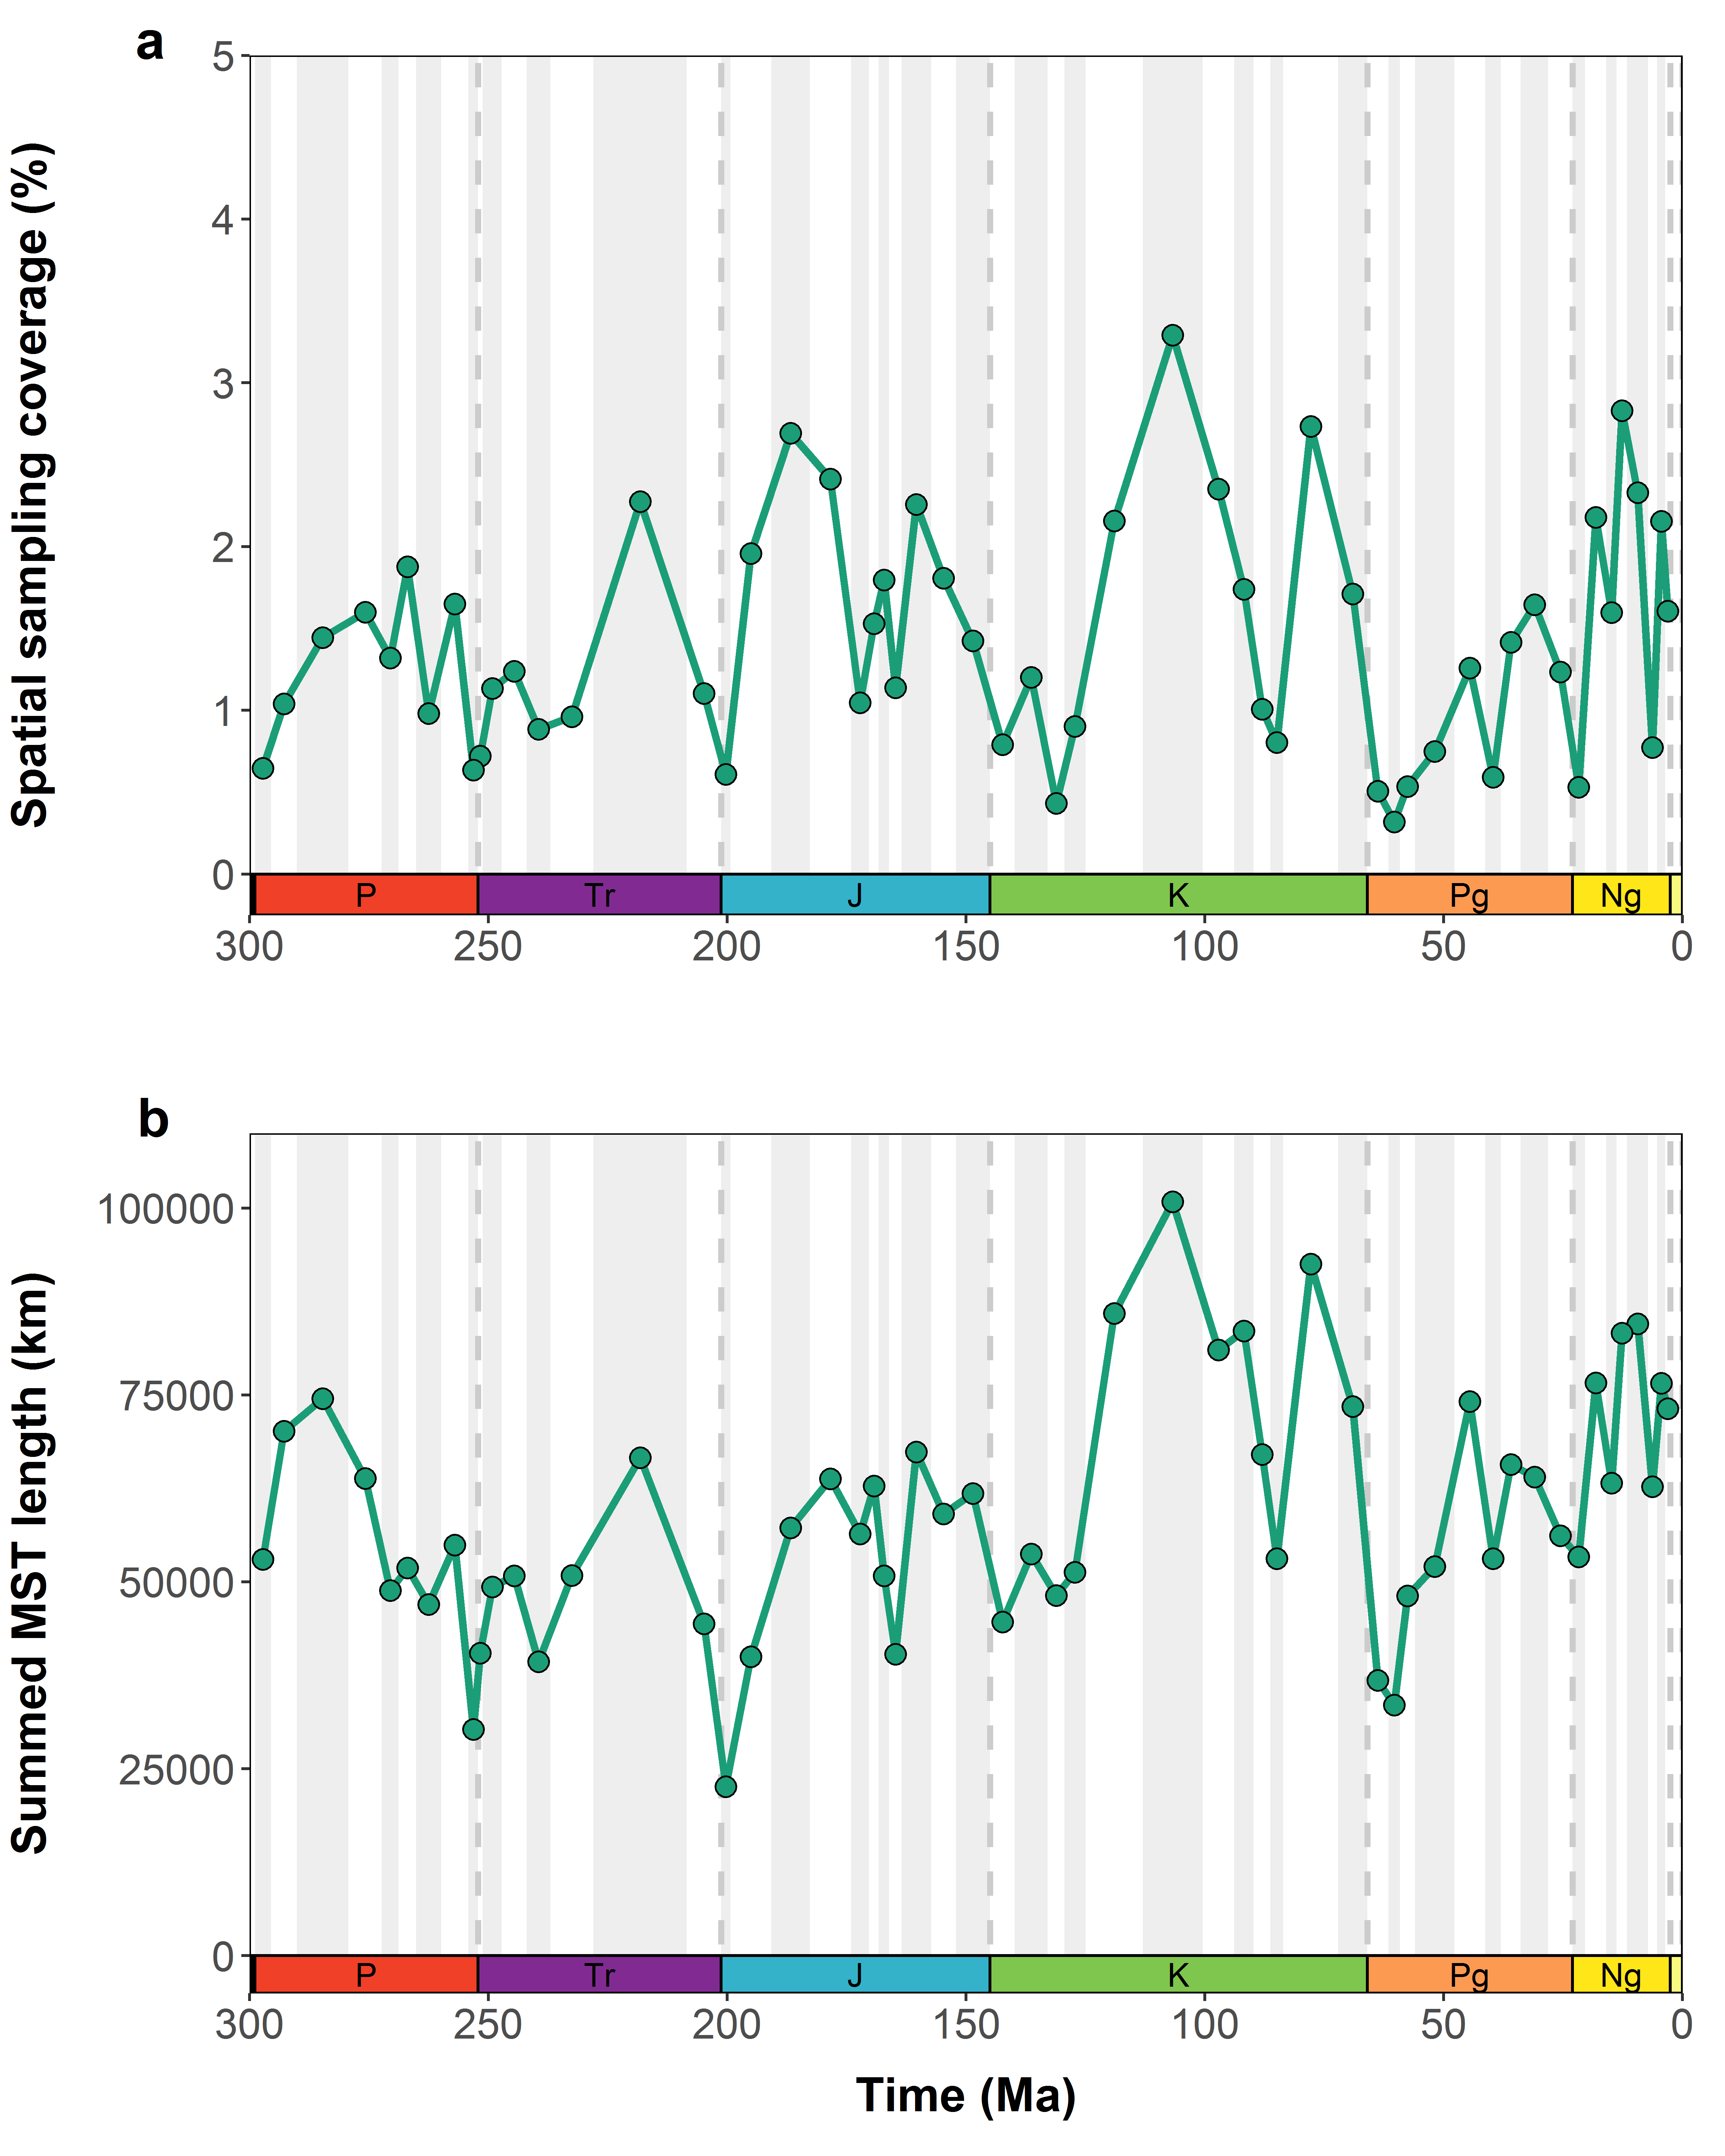 a
Spatial sampling coverage (%)
5
4
3
2
1
0
P Tr J K Pg Ng
300 250 200 150 100 50 0
b
Summed MST length (km)
100000
75000
50000
25000
0
P Tr J K Pg Ng
300 250 200 150 100 50 0
Time (Ma)